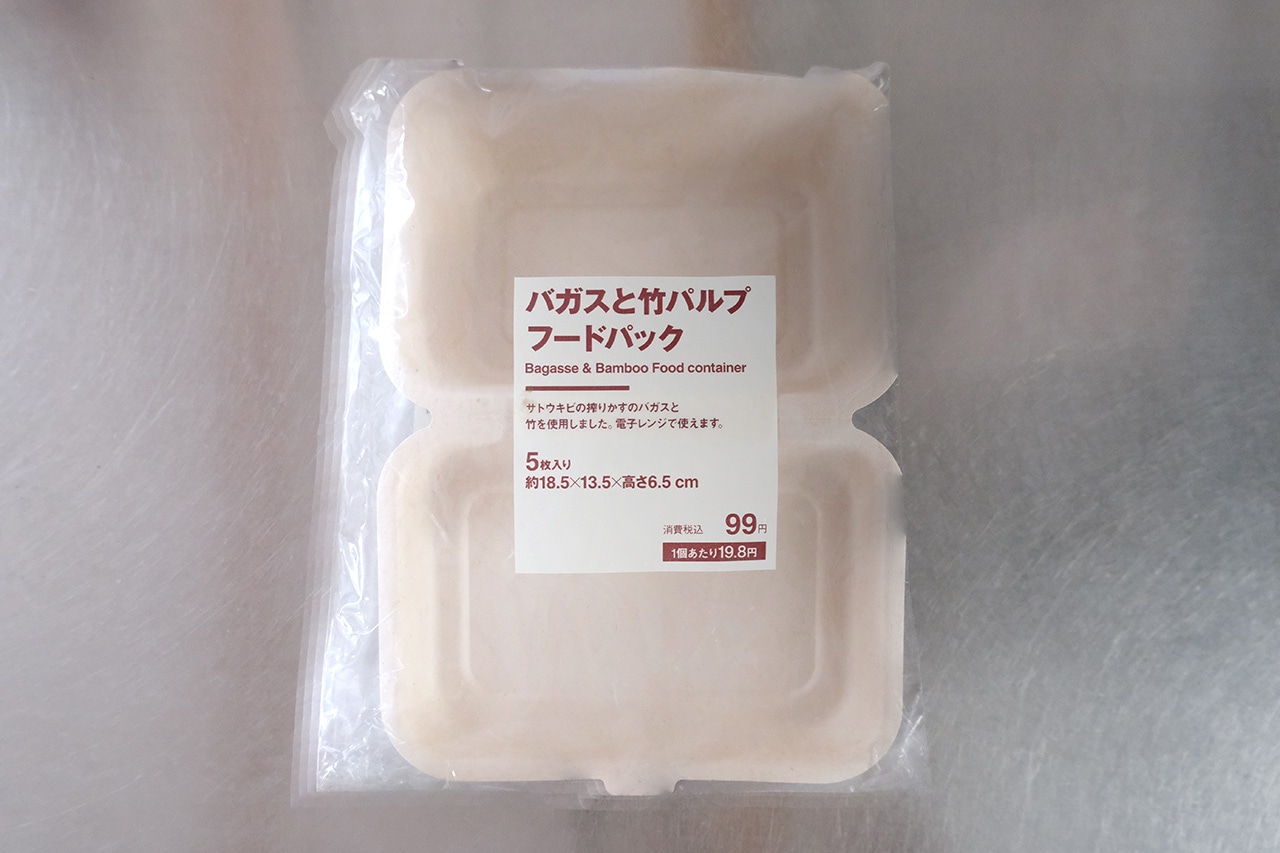 バガスと竹パルプ
フードパック
Bagasse & Bamboo Food container
サトウキビの搾りかすのバガスと
竹を使用しました。電子レンジで使えます。
5枚入り
約18.5×13.5×高さ6.5 cm
消費税込 99円
1個あたり19.8円